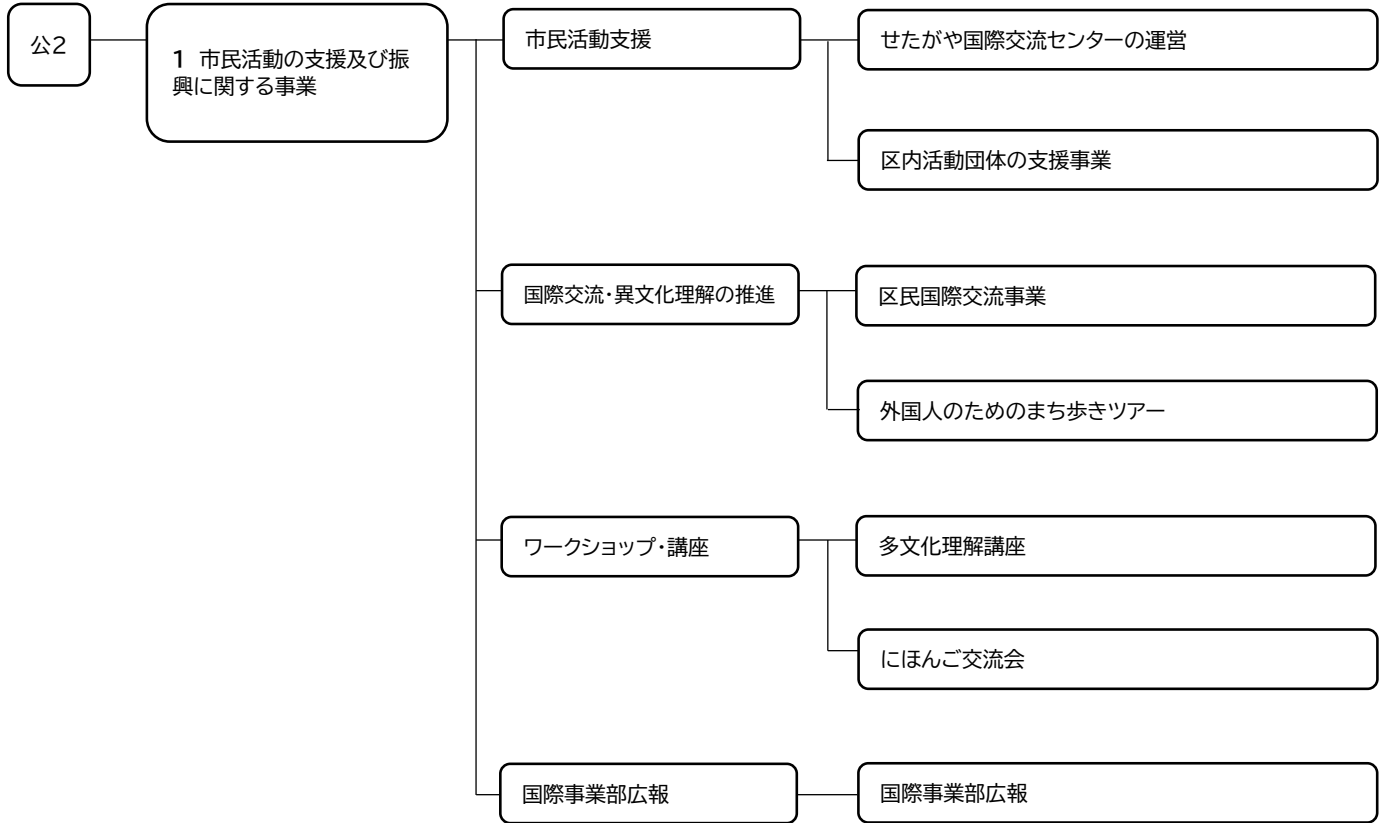 公2
1 市民活動の支援及び振
興に関する事業
市民活動支援
せたがや国際交流センターの運営
区内活動団体の支援事業
国際交流・異文化理解の推進
区民国際交流事業
外国人のためのまち歩きツアー
ワークショップ・講座
多文化理解講座
にほんご交流会
国際事業部広報
国際事業部広報